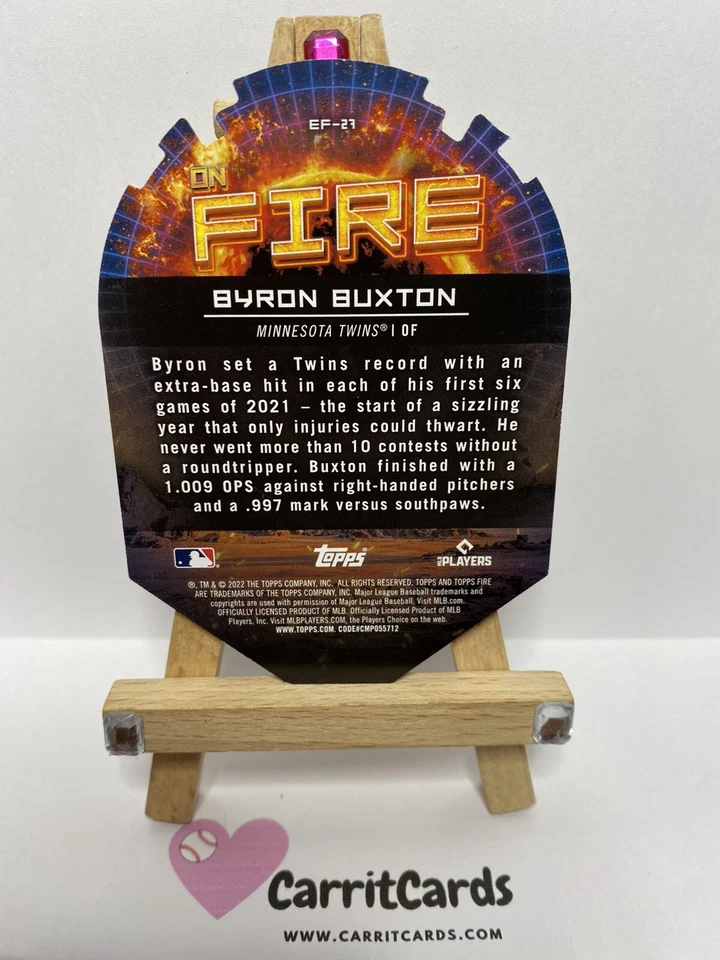 EF-27
ON
FIRE
BYRON BUXTON
MINNESOTA TWINS® | OF
Byron set a Twins record with an
extra-base hit in each of his first six
games of 2021 – the start of a sizzling
year that only injuries could thwart. He
never went more than 10 contests without
a roundtripper. Buxton finished with a
1.009 OPS against right-handed pitchers
and a .997 mark versus southpaws.
topps
MLB PLAYERS
®, TM & © 2022 THE TOPPS COMPANY, INC. ALL RIGHTS RESERVED. TOPPS AND TOPPS FIRE
ARE TRADEMARKS OF THE TOPPS COMPANY, INC. Major League Baseball trademarks and
copyrights are used with permission of Major League Baseball. Visit MLB.com.
OFFICIALLY LICENSED PRODUCT OF MLB. Officially Licensed Product of MLB
Players, Inc. Visit MLBPLAYERS.COM, the Players Choice on the web.
WWW.TOPPS.COM. CODE#CMP055712
CarritCards
WWW.CARRITCARDS.COM